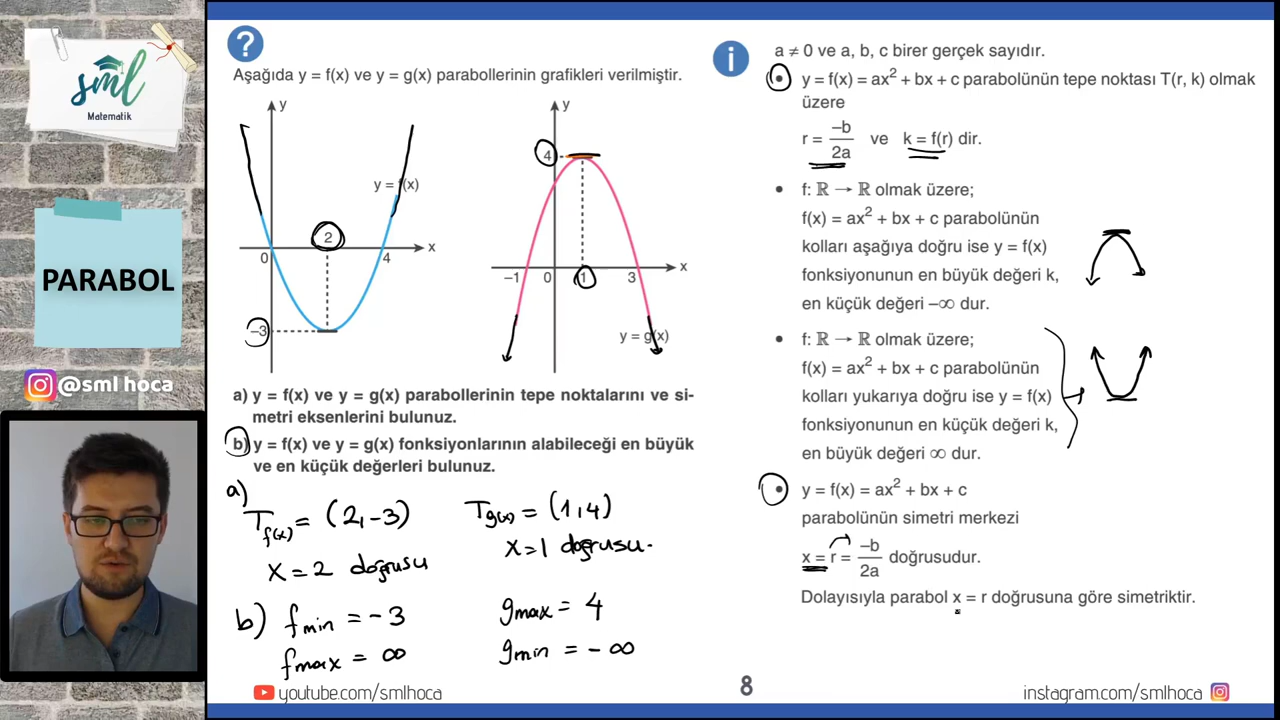 sml
Matematik
PARABOL
@sml hoca
?
Aşağıda y = f(x) ve y = g(x) parabollerinin grafikleri verilmiştir.
y
y = f(x)
2
x
0
4
−3
y
4
x
−1
0
1
3
y = g(x)
a) y = f(x) ve y = g(x) parabollerinin tepe noktalarını ve si-
metri eksenlerini bulunuz.
b) y = f(x) ve y = g(x) fonksiyonlarının alabileceği en büyük
ve en küçük değerleri bulunuz.
a)
T f(x) = (2, -3)
x = 2 doğrusu
T g(x) = (1, 4)
x = 1 doğrusu.
b) fmin = -3
fmax = ∞
gmax = 4
gmin = -∞
i
a ≠ 0 ve a, b, c birer gerçek sayıdır.
• y = f(x) = ax² + bx + c parabolünün tepe noktası T(r, k) olmak
üzere
r = −b/2a ve k = f(r) dir.
• f: ℝ → ℝ olmak üzere;
f(x) = ax² + bx + c parabolünün
kolları aşağıya doğru ise y = f(x)
fonksiyonunun en büyük değeri k,
en küçük değeri −∞ dur.
• f: ℝ → ℝ olmak üzere;
f(x) = ax² + bx + c parabolünün
kolları yukarıya doğru ise y = f(x)
fonksiyonunun en küçük değeri k,
en büyük değeri ∞ dur.
• y = f(x) = ax² + bx + c
parabolünün simetri merkezi
x = r = −b/2a doğrusudur.
Dolayısıyla parabol x = r doğrusuna göre simetriktir.
youtube.com/smlhoca
8
instagram.com/smlhoca